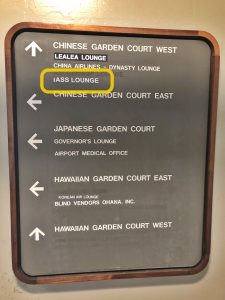 CHINESE GARDEN COURT WEST
LEALEA LOUNGE
CHINA AIRLINES - DYNASTY LOUNGE
IASS LOUNGE
CHINESE GARDEN COURT EAST
JAPANESE GARDEN COURT
GOVERNOR'S LOUNGE
AIRPORT MEDICAL OFFICE
HAWAIIAN GARDEN COURT EAST
KOREAN AIR LOUNGE
BLIND VENDORS OHANA, INC.
HAWAIIAN GARDEN COURT WEST